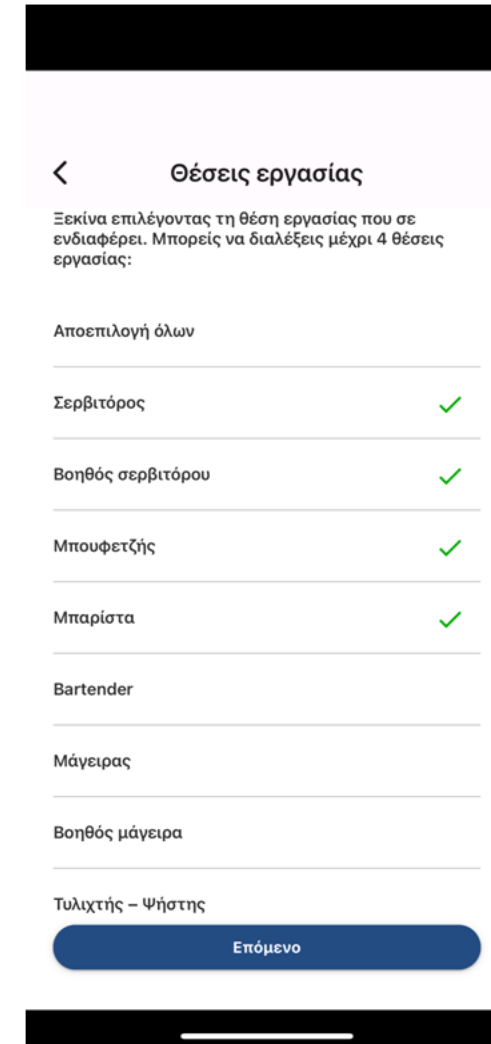 Θέσεις εργασίας
Ξεκίνα επιλέγοντας τη θέση εργασίας που σε
ενδιαφέρει. Μπορείς να διαλέξεις μέχρι 4 θέσεις
εργασίας:
Αποεπιλογή όλων
Σερβιτόρος
Βοηθός σερβιτόρου
Μπουφετζής
Μπαρίστα
Bartender
Μάγειρας
Βοηθός μάγειρα
Τυλιχτής – Ψήστης
Επόμενο